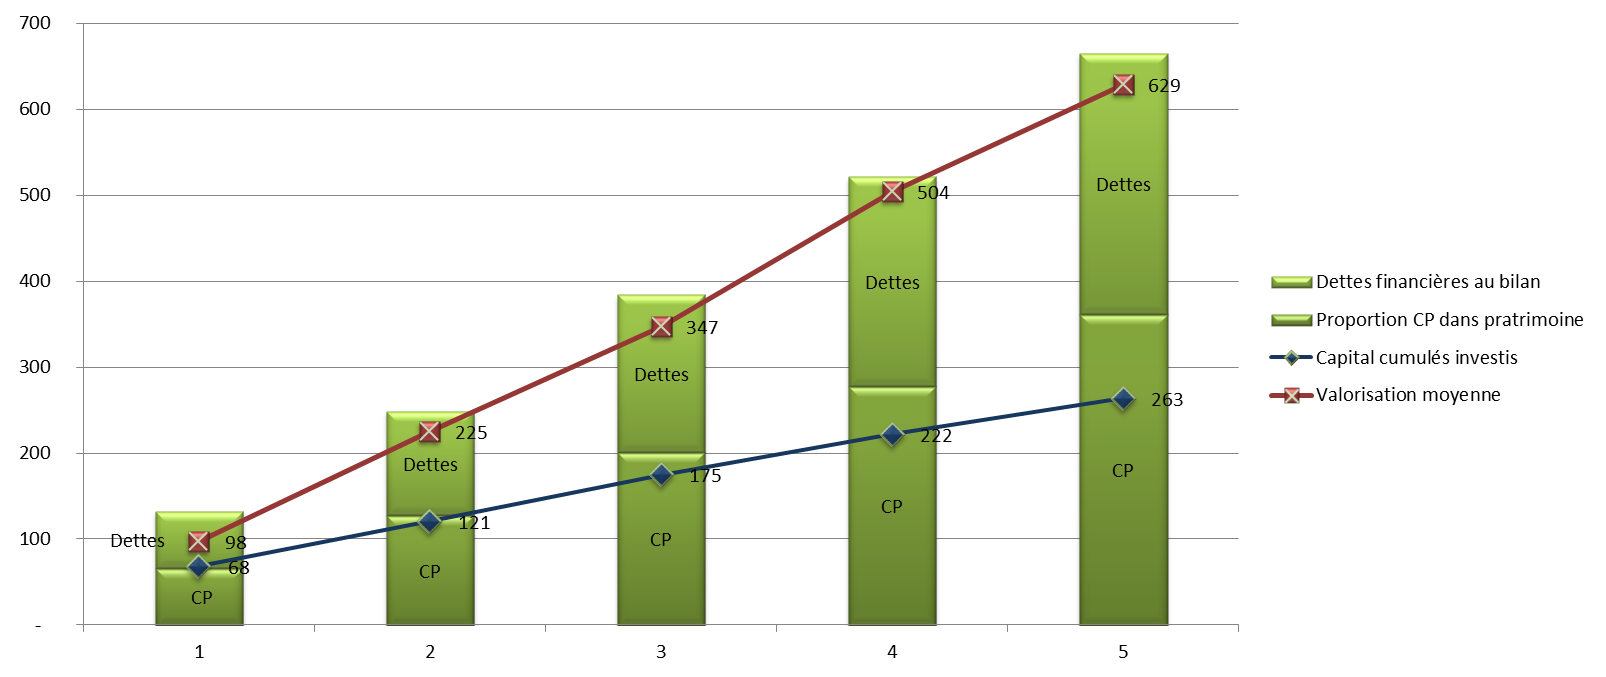 700
600
500
400
300
200
100
-
Dettes
98
68
CP
225
Dettes
121
CP
347
Dettes
175
CP
504
Dettes
222
CP
629
Dettes
263
CP
1 2 3 4 5
Dettes financières au bilan
Proportion CP dans pratrimoine
Capital cumulés investis
Valorisation moyenne